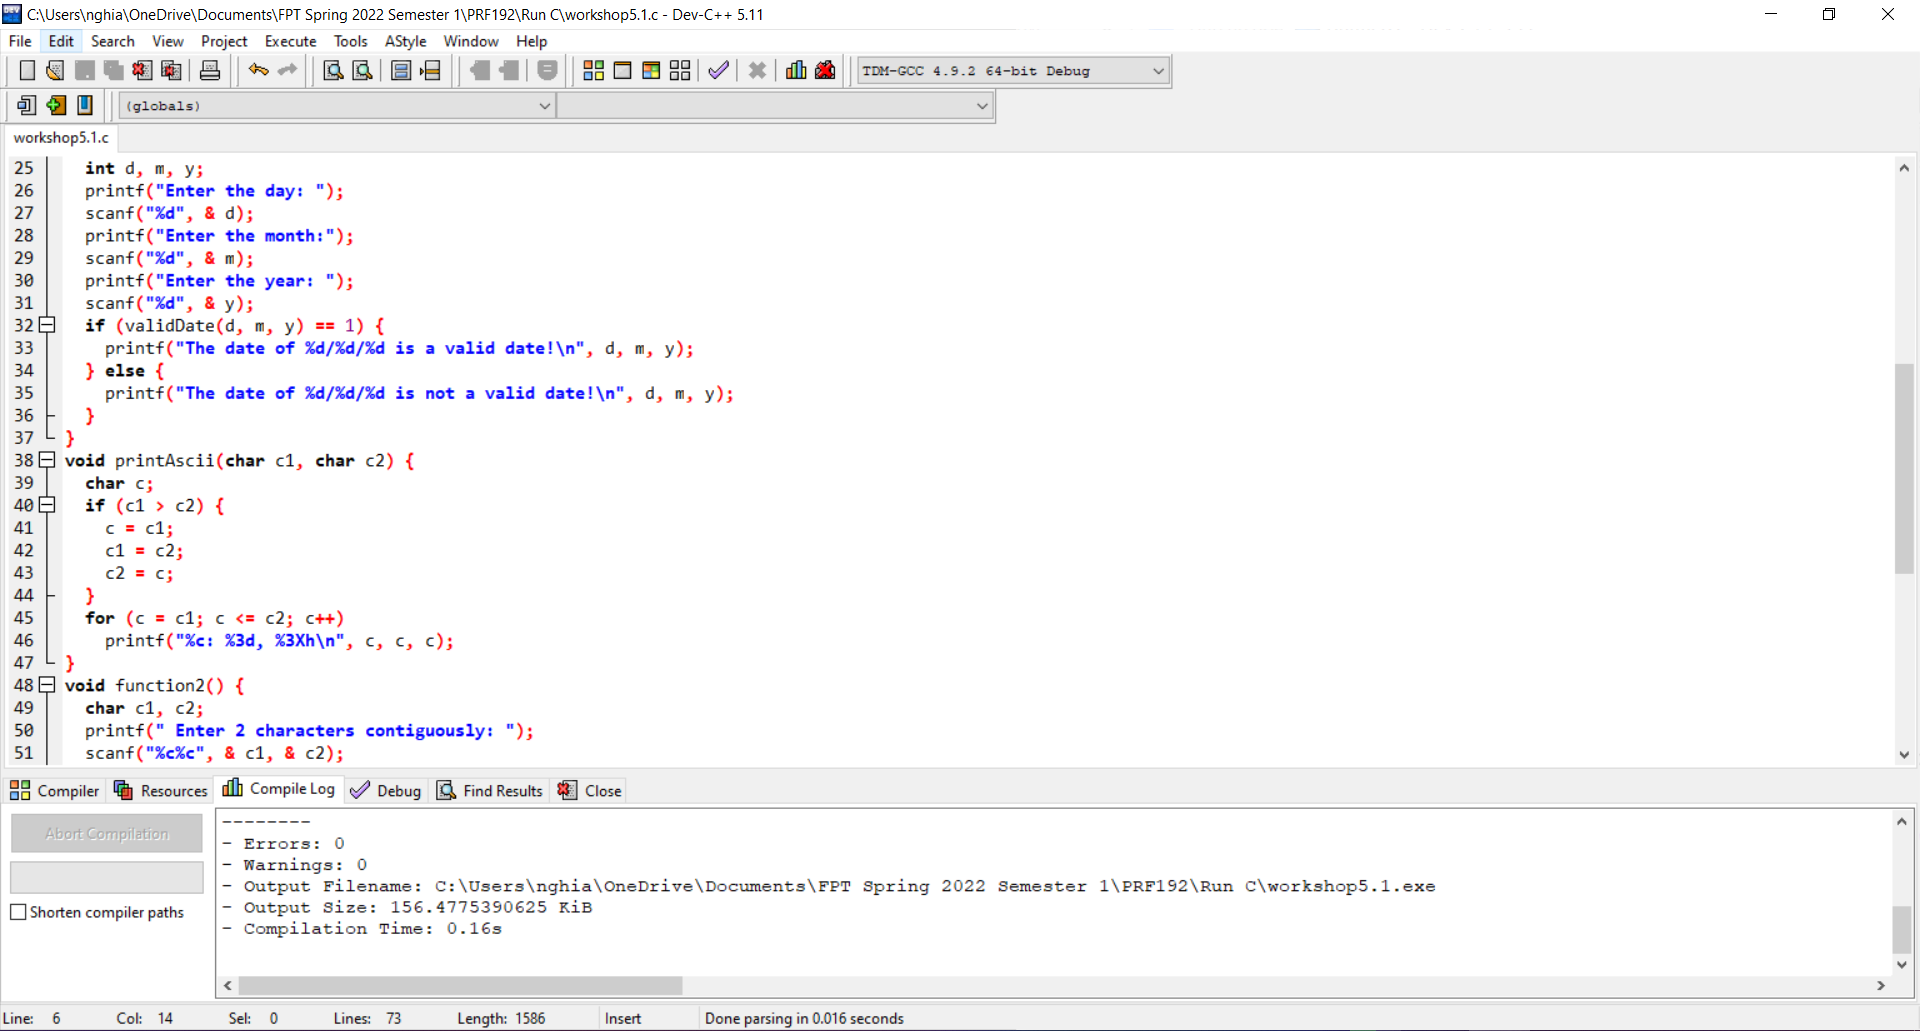 C:\Users\nghia\OneDrive\Documents\FPT Spring 2022 Semester 1\PRF192\Run C\workshop5.1.c - Dev-C++ 5.11
File Edit Search View Project Execute Tools AStyle Window Help
TDM-GCC 4.9.2 64-bit Debug
(globals)
workshop5.1.c
25 int d, m, y;
26 printf("Enter the day: ");
27 scanf("%d", & d);
28 printf("Enter the month:");
29 scanf("%d", & m);
30 printf("Enter the year: ");
31 scanf("%d", & y);
32 if (validDate(d, m, y) == 1) {
33 printf("The date of %d/%d/%d is a valid date!\n", d, m, y);
34 } else {
35 printf("The date of %d/%d/%d is not a valid date!\n", d, m, y);
36 }
37 }
38 void printAscii(char c1, char c2) {
39 char c;
40 if (c1 > c2) {
41 c = c1;
42 c1 = c2;
43 c2 = c;
44 }
45 for (c = c1; c <= c2; c++)
46 printf("%c: %3d, %3Xh\n", c, c, c);
47 }
48 void function2() {
49 char c1, c2;
50 printf(" Enter 2 characters contiguously: ");
51 scanf("%c%c", & c1, & c2);
Compiler Resources Compile Log Debug Find Results Close
Abort Compilation
Shorten compiler paths
--------
- Errors: 0
- Warnings: 0
- Output Filename: C:\Users\nghia\OneDrive\Documents\FPT Spring 2022 Semester 1\PRF192\Run C\workshop5.1.exe
- Output Size: 156.4775390625 KiB
- Compilation Time: 0.16s
Line: 6 Col: 14 Sel: 0 Lines: 73 Length: 1586 Insert Done parsing in 0.016 seconds